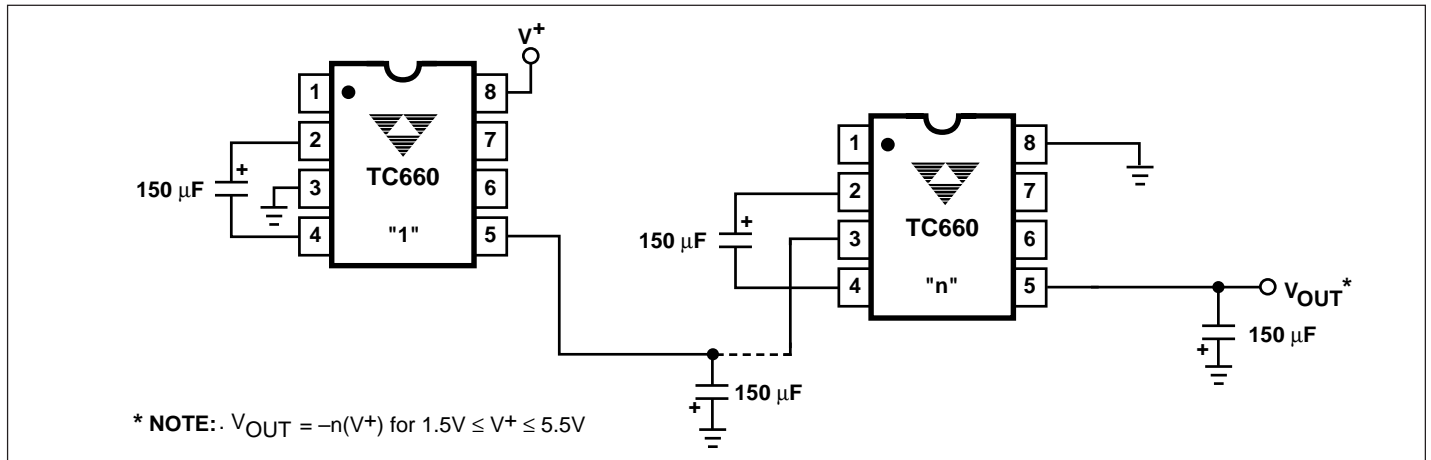 V+
1
8
2
7
3
6
4
5
TC660
"1"
+
150 µF
1
8
2
7
3
6
4
5
TC660
"n"
+
150 µF
+
150 µF
VOUT*
+
150 µF
* NOTE:. VOUT = –n(V+) for 1.5V ≤ V+ ≤ 5.5V